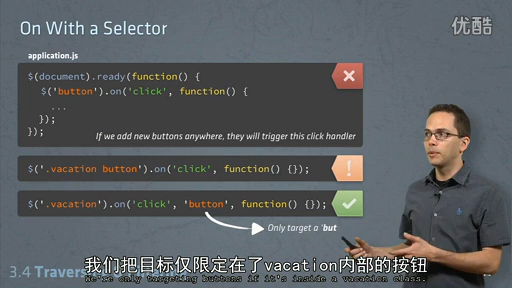 On With a Selector
优酷
application.js
$(document).ready(function() {
$('button').on('click', function() {
...
});
});
If we add new buttons anywhere, they will trigger this click handler
$('.vacation button').on('click', function() {});
!
$('.vacation').on('click', 'button', function() {});
Only target a 'but
我们把目标仅限定在了vacation内部的按钮
We're only targeting buttons if it's inside a vacation class.
3.4 Travers